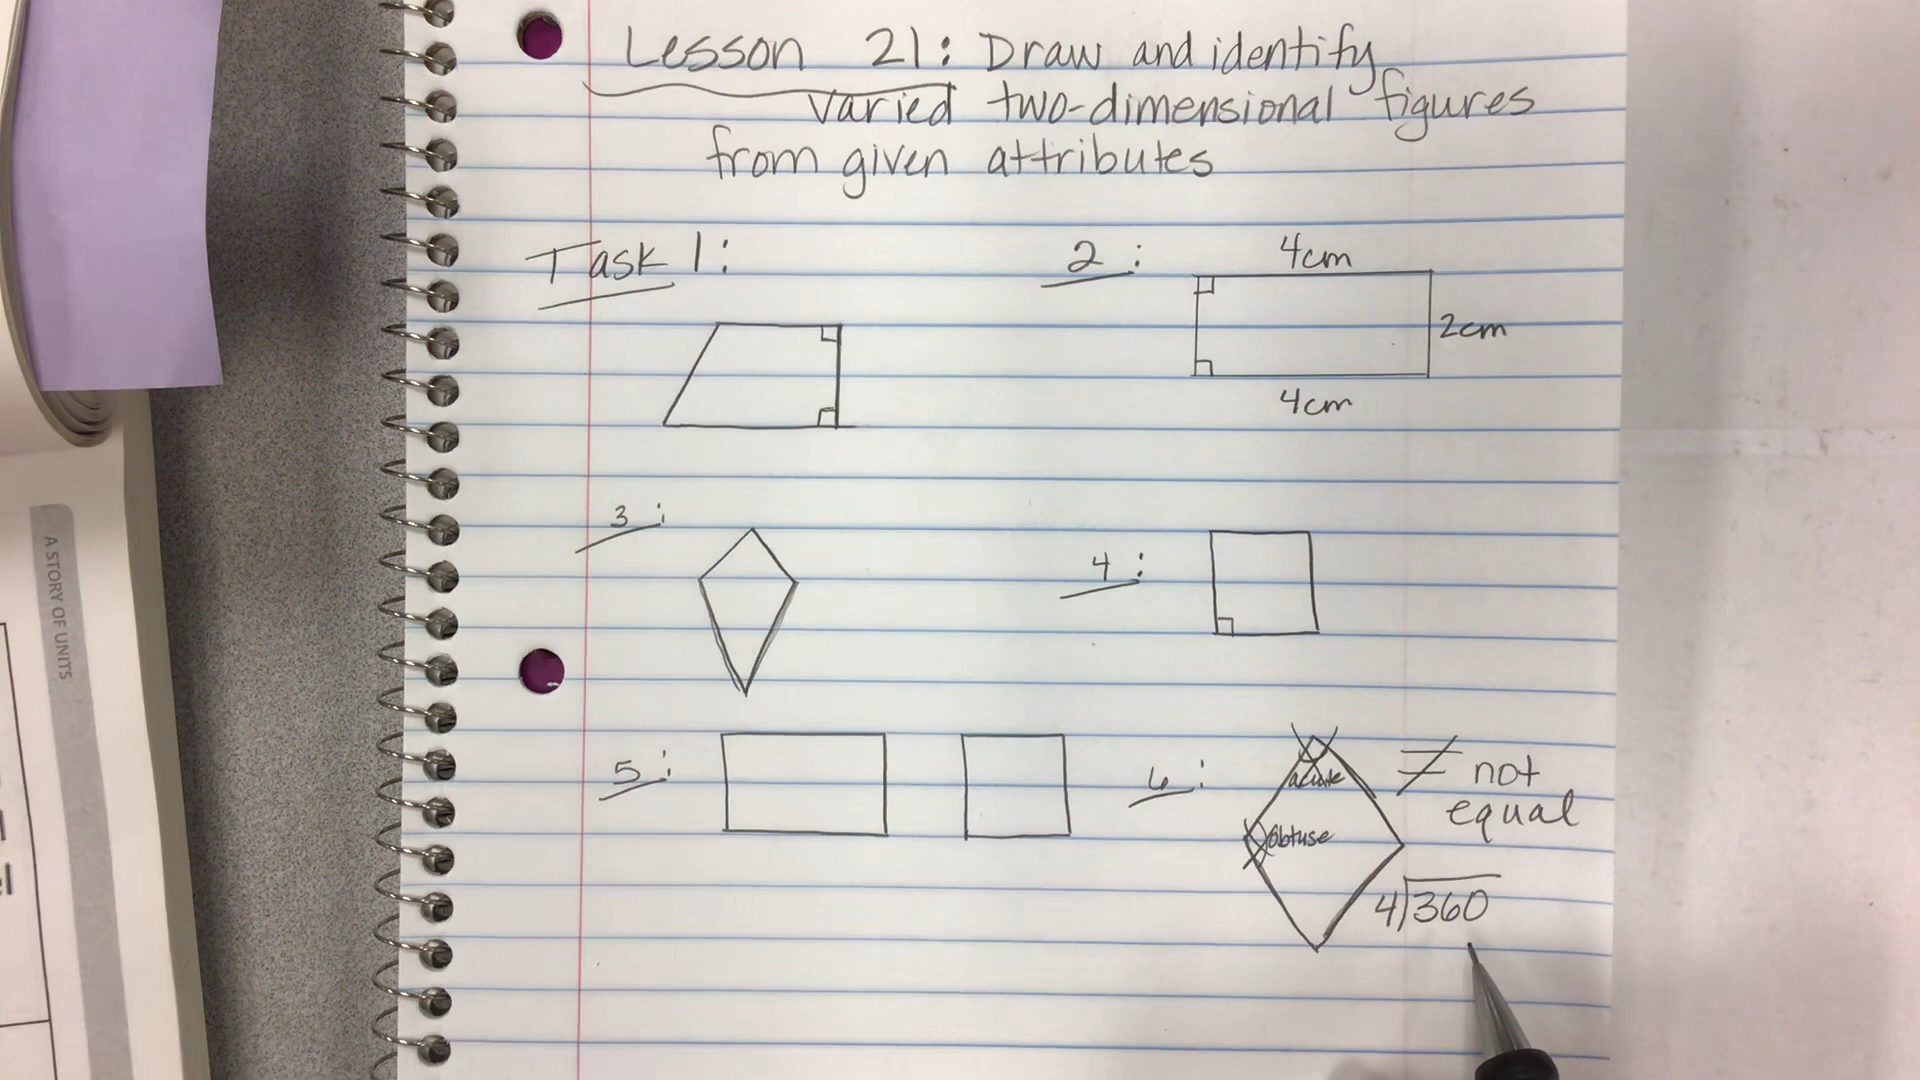 Lesson 21: Draw and identify
varied two-dimensional figures
from given attributes
Task 1:
2:
4cm
2cm
4cm
3:
4:
5:
6:
acute
obtuse
≠ not
equal
4)360
A STORY OF UNITS